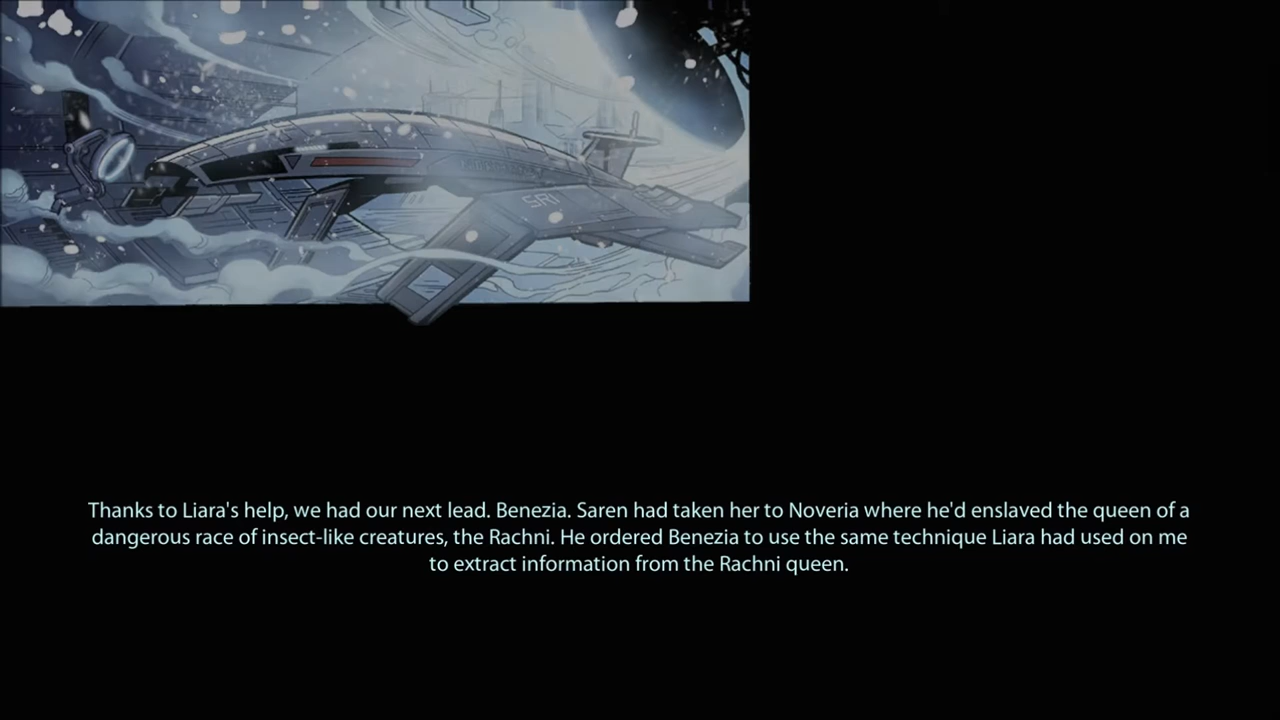 SR1
Thanks to Liara's help, we had our next lead. Benezia. Saren had taken her to Noveria where he'd enslaved the queen of a
dangerous race of insect-like creatures, the Rachni. He ordered Benezia to use the same technique Liara had used on me
to extract information from the Rachni queen.